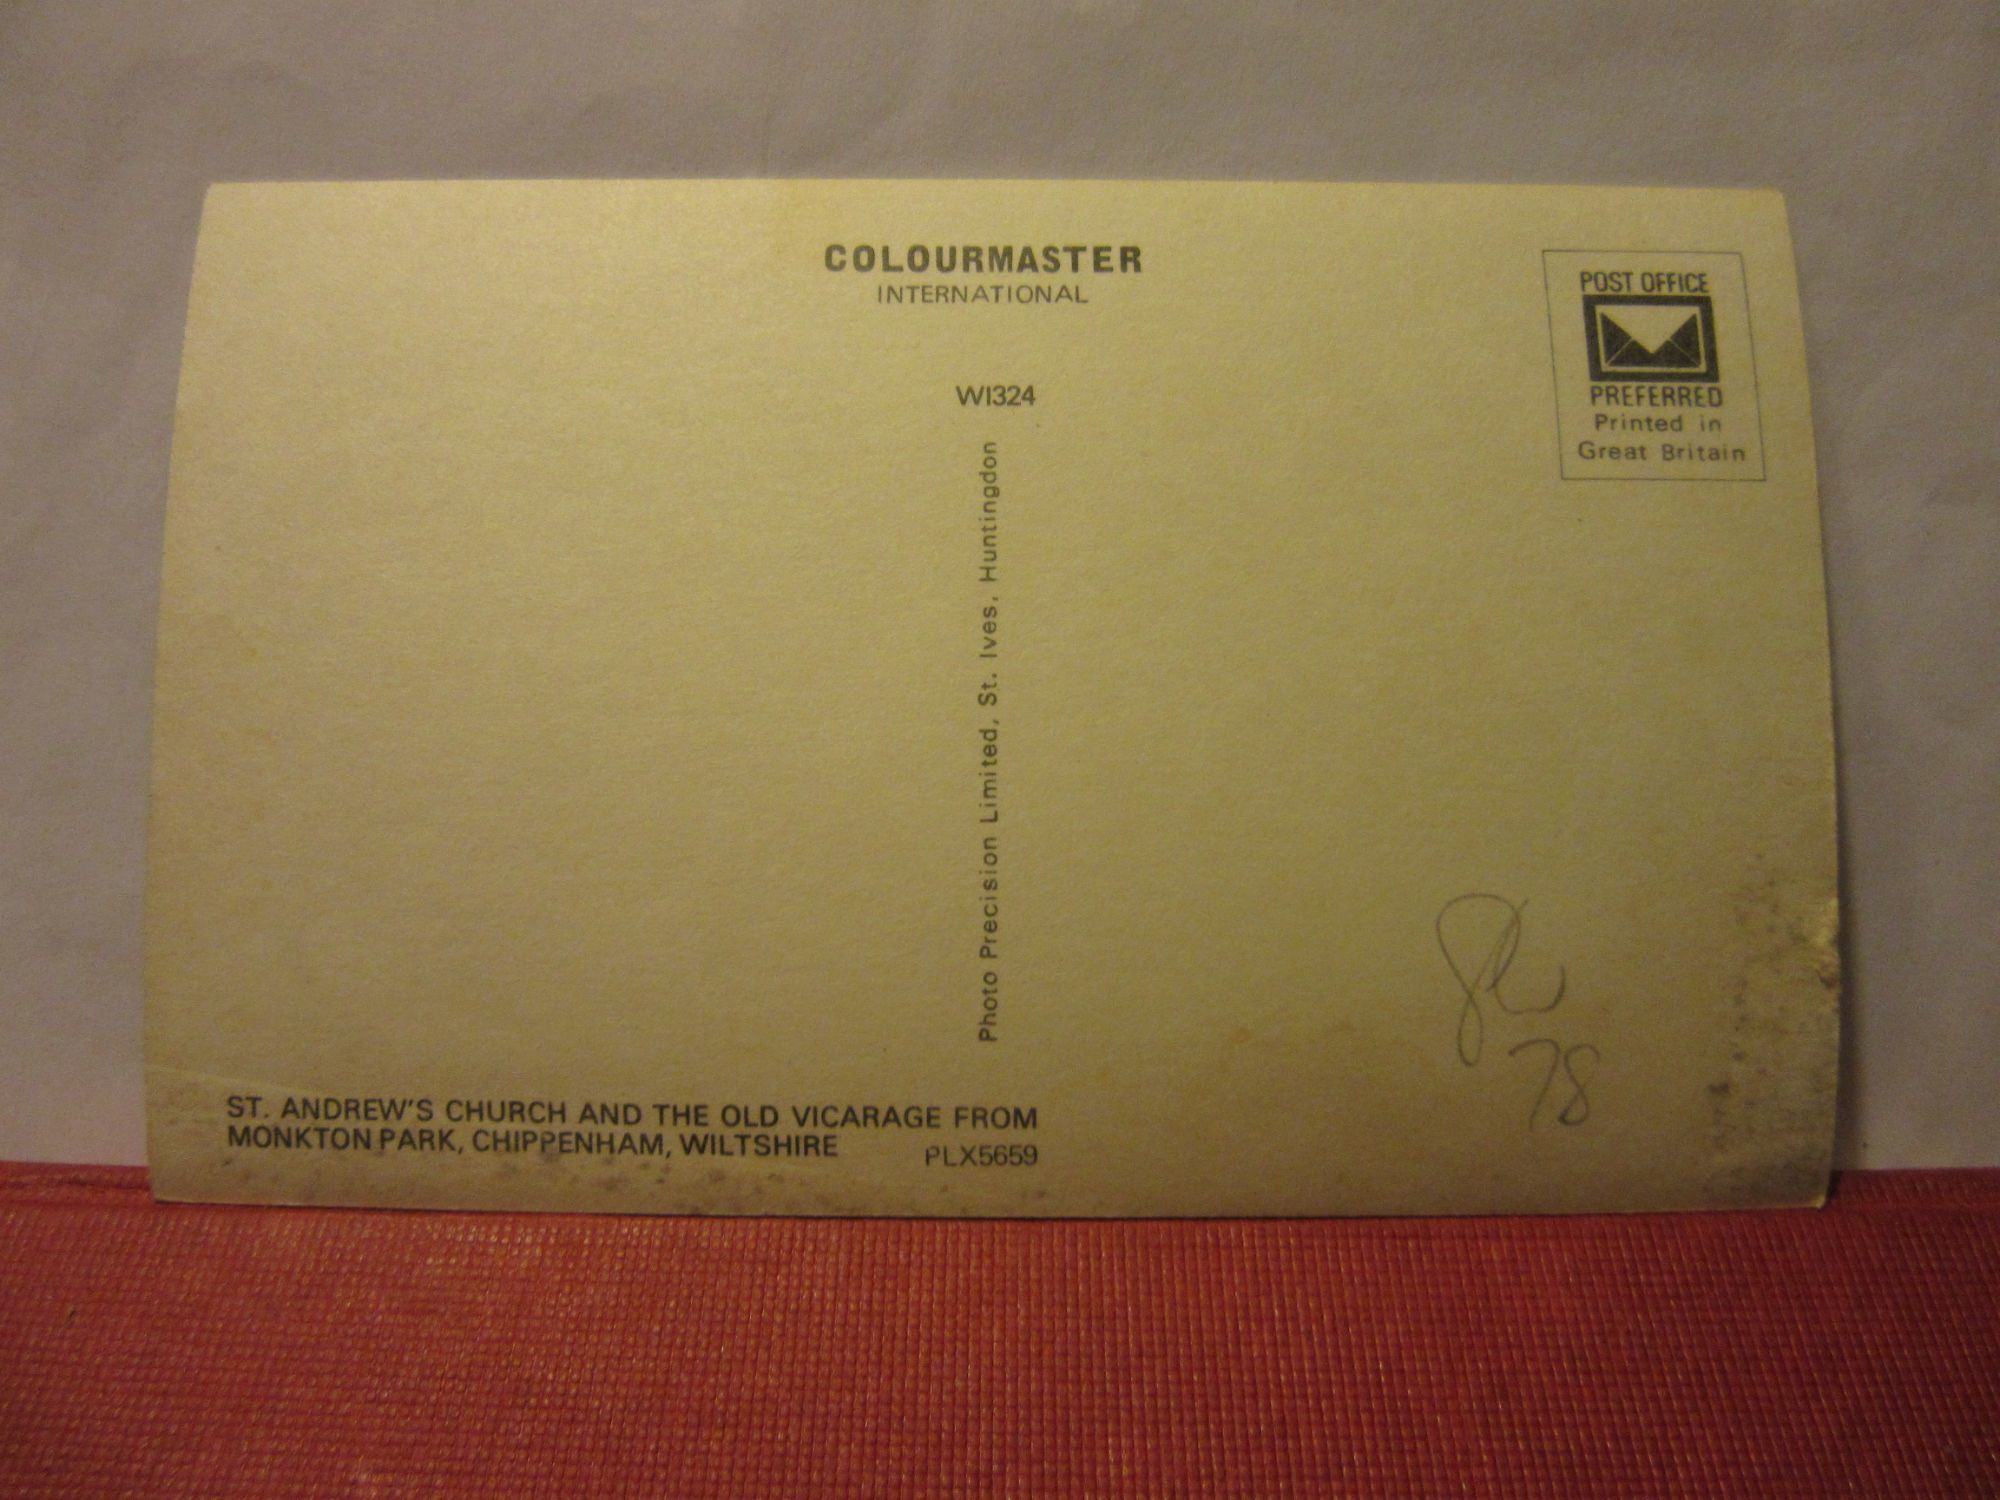 COLOURMASTER
INTERNATIONAL
POST OFFICE
PREFERRED
Printed in
Great Britain
WI324
Photo Precision Limited, St. Ives, Huntingdon
78
ST. ANDREW'S CHURCH AND THE OLD VICARAGE FROM
MONKTON PARK, CHIPPENHAM, WILTSHIRE
PLX5659